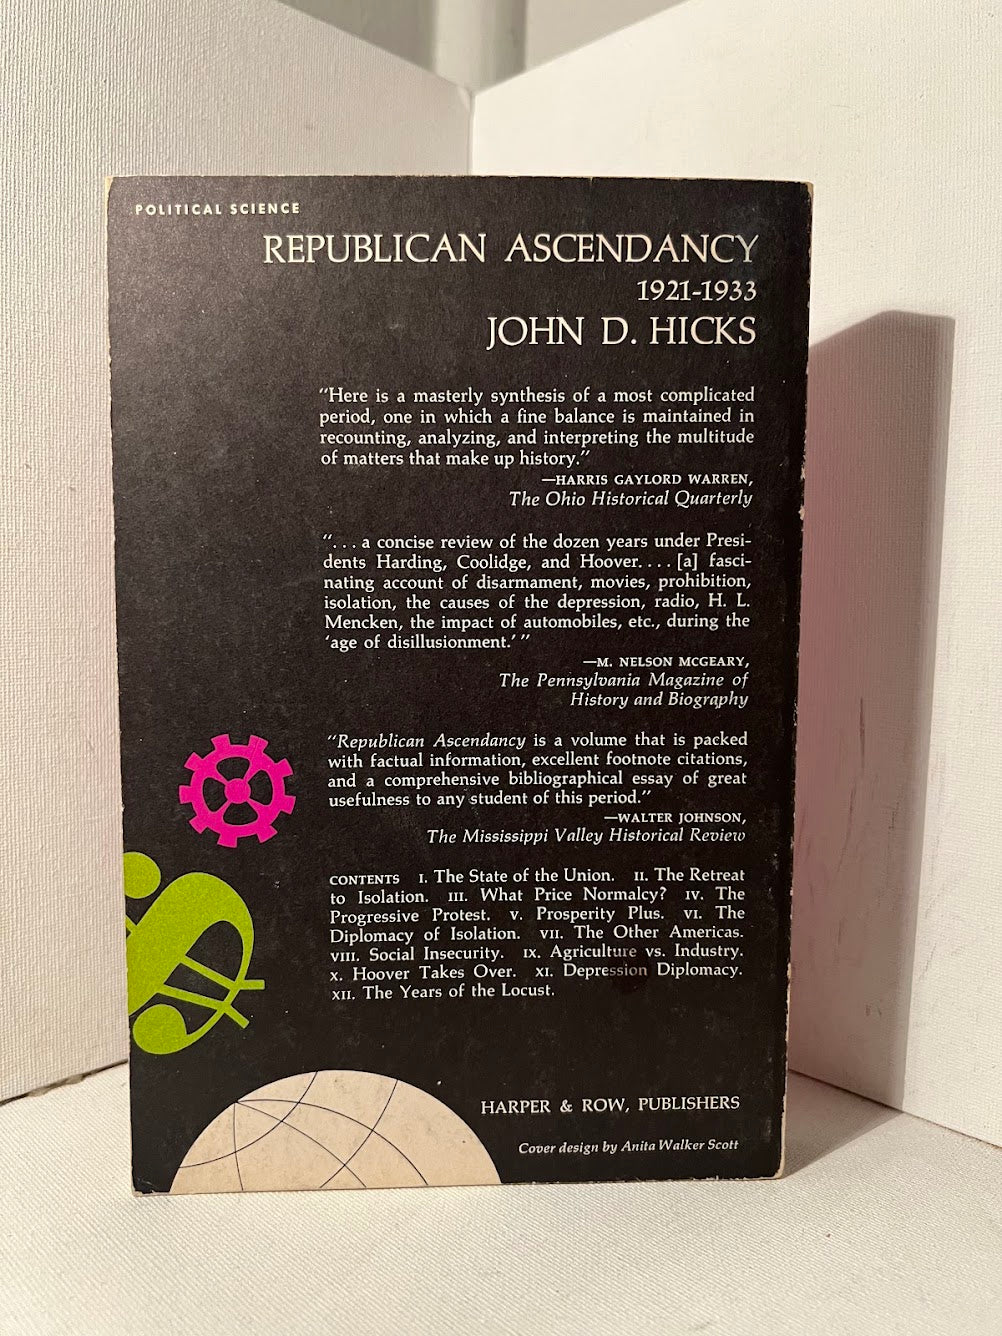 POLITICAL SCIENCE
REPUBLICAN ASCENDANCY
1921-1933
JOHN D. HICKS
“Here is a masterly synthesis of a most complicated
period, one in which a fine balance is maintained in
recounting, analyzing, and interpreting the multitude
of matters that make up history.”
—HARRIS GAYLORD WARREN,
The Ohio Historical Quarterly
“. . . a concise review of the dozen years under Presi-
dents Harding, Coolidge, and Hoover. . . . [a] fasci-
nating account of disarmament, movies, prohibition,
isolation, the causes of the depression, radio, H. L.
Mencken, the impact of automobiles, etc., during the
‘age of disillusionment.’ ”
—M. NELSON MCGEARY,
The Pennsylvania Magazine of
History and Biography
“Republican Ascendancy is a volume that is packed
with factual information, excellent footnote citations,
and a comprehensive bibliographical essay of great
usefulness to any student of this period.”
—WALTER JOHNSON,
The Mississippi Valley Historical Review
CONTENTS I. The State of the Union. II. The Retreat
to Isolation. III. What Price Normalcy? IV. The
Progressive Protest. V. Prosperity Plus. VI. The
Diplomacy of Isolation. VII. The Other Americas.
VIII. Social Insecurity. IX. Agriculture vs. Industry.
X. Hoover Takes Over. XI. Depression Diplomacy.
XII. The Years of the Locust.
HARPER & ROW, PUBLISHERS
Cover design by Anita Walker Scott